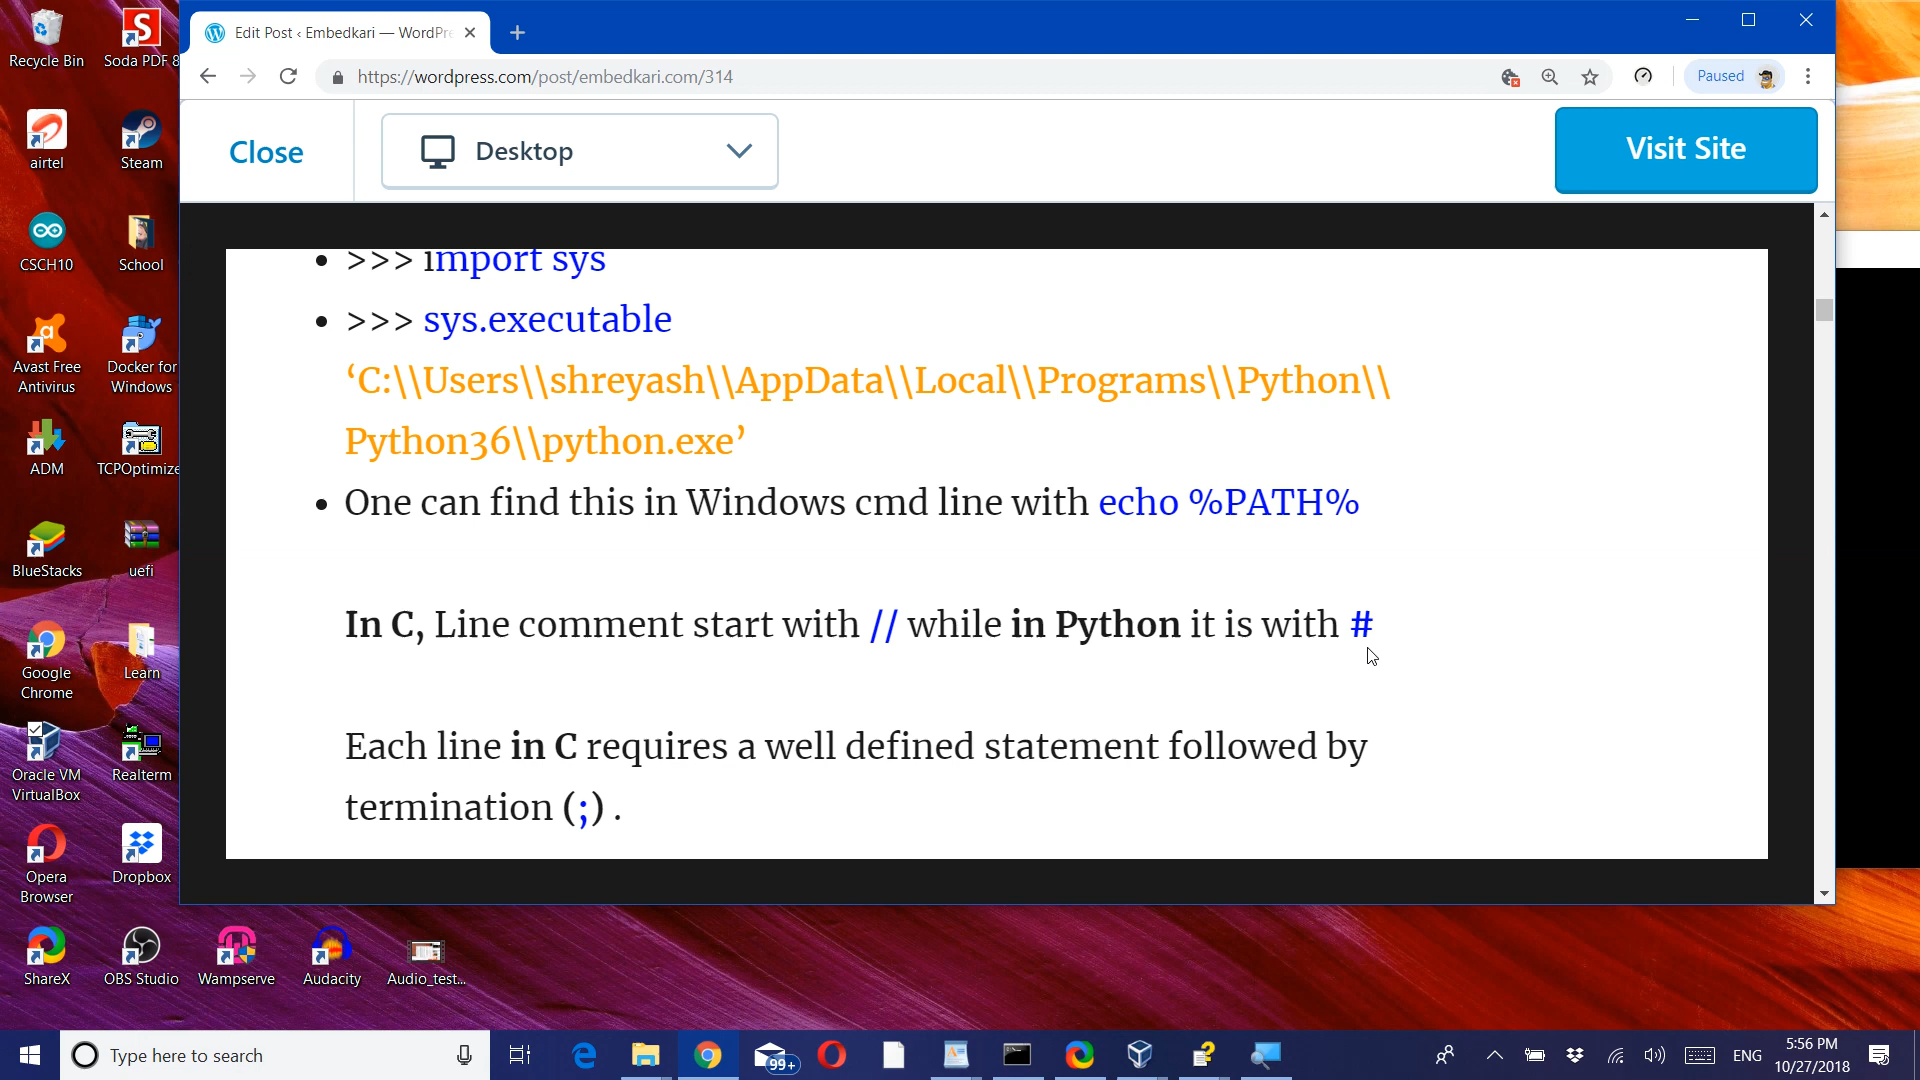 Recycle Bin
Soda PDF 8
airtel
Steam
CSCH10
School
Avast Free
Antivirus
Docker for
Windows
ADM
TCPOptimize
BlueStacks
uefi
Google
Chrome
Learn
Oracle VM
VirtualBox
Realterm
Opera
Browser
Dropbox
ShareX
OBS Studio
Wampserve
Audacity
Audio_test...
Edit Post ‹ Embedkari — WordPre
https://wordpress.com/post/embedkari.com/314
Paused
Close
Desktop
Visit Site
• >>> import sys
• >>> sys.executable
‘C:\\Users\\shreyash\\AppData\\Local\\Programs\\Python\\
Python36\\python.exe’
• One can find this in Windows cmd line with echo %PATH%
In C, Line comment start with // while in Python it is with #
Each line in C requires a well defined statement followed by
termination (;) .
Type here to search
99+
ENG
5:56 PM
10/27/2018